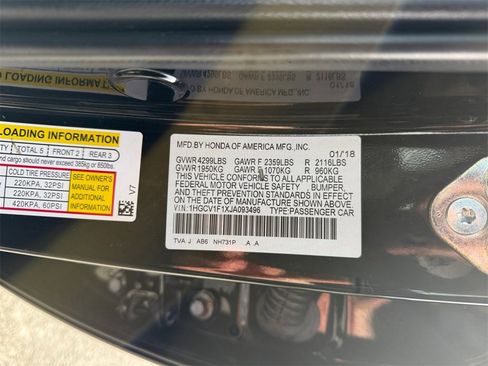 LOADING INFORMATION
TOTAL 5 FRONT 2 REAR 3
and cargo should never exceed 385kg or 850lbs.
COLD TIRE PRESSURE
220KPA, 32PSI
220KPA, 32PSI
420KPA, 60PSI
SEE OWNER'S
MANUAL FOR
ADDITIONAL
INFORMATION
V7
MFD.BY HONDA OF AMERICA MFG.,INC.
01/18
GVWR 4299LBS GAWR F 2359LBS R 2116LBS
GVWR 1950KG GAWR F 1070KG R 960KG
THIS VEHICLE CONFORMS TO ALL APPLICABLE
FEDERAL MOTOR VEHICLE SAFETY , BUMPER,
AND THEFT PREVENTION STANDARDS IN EFFECT ON
THE DATE OF MANUFACTURE SHOWN ABOVE.
V.I.N:1HGCV1F1XJA093496 TYPE:PASSENGER CAR
TVA J AB6 NH731P A A